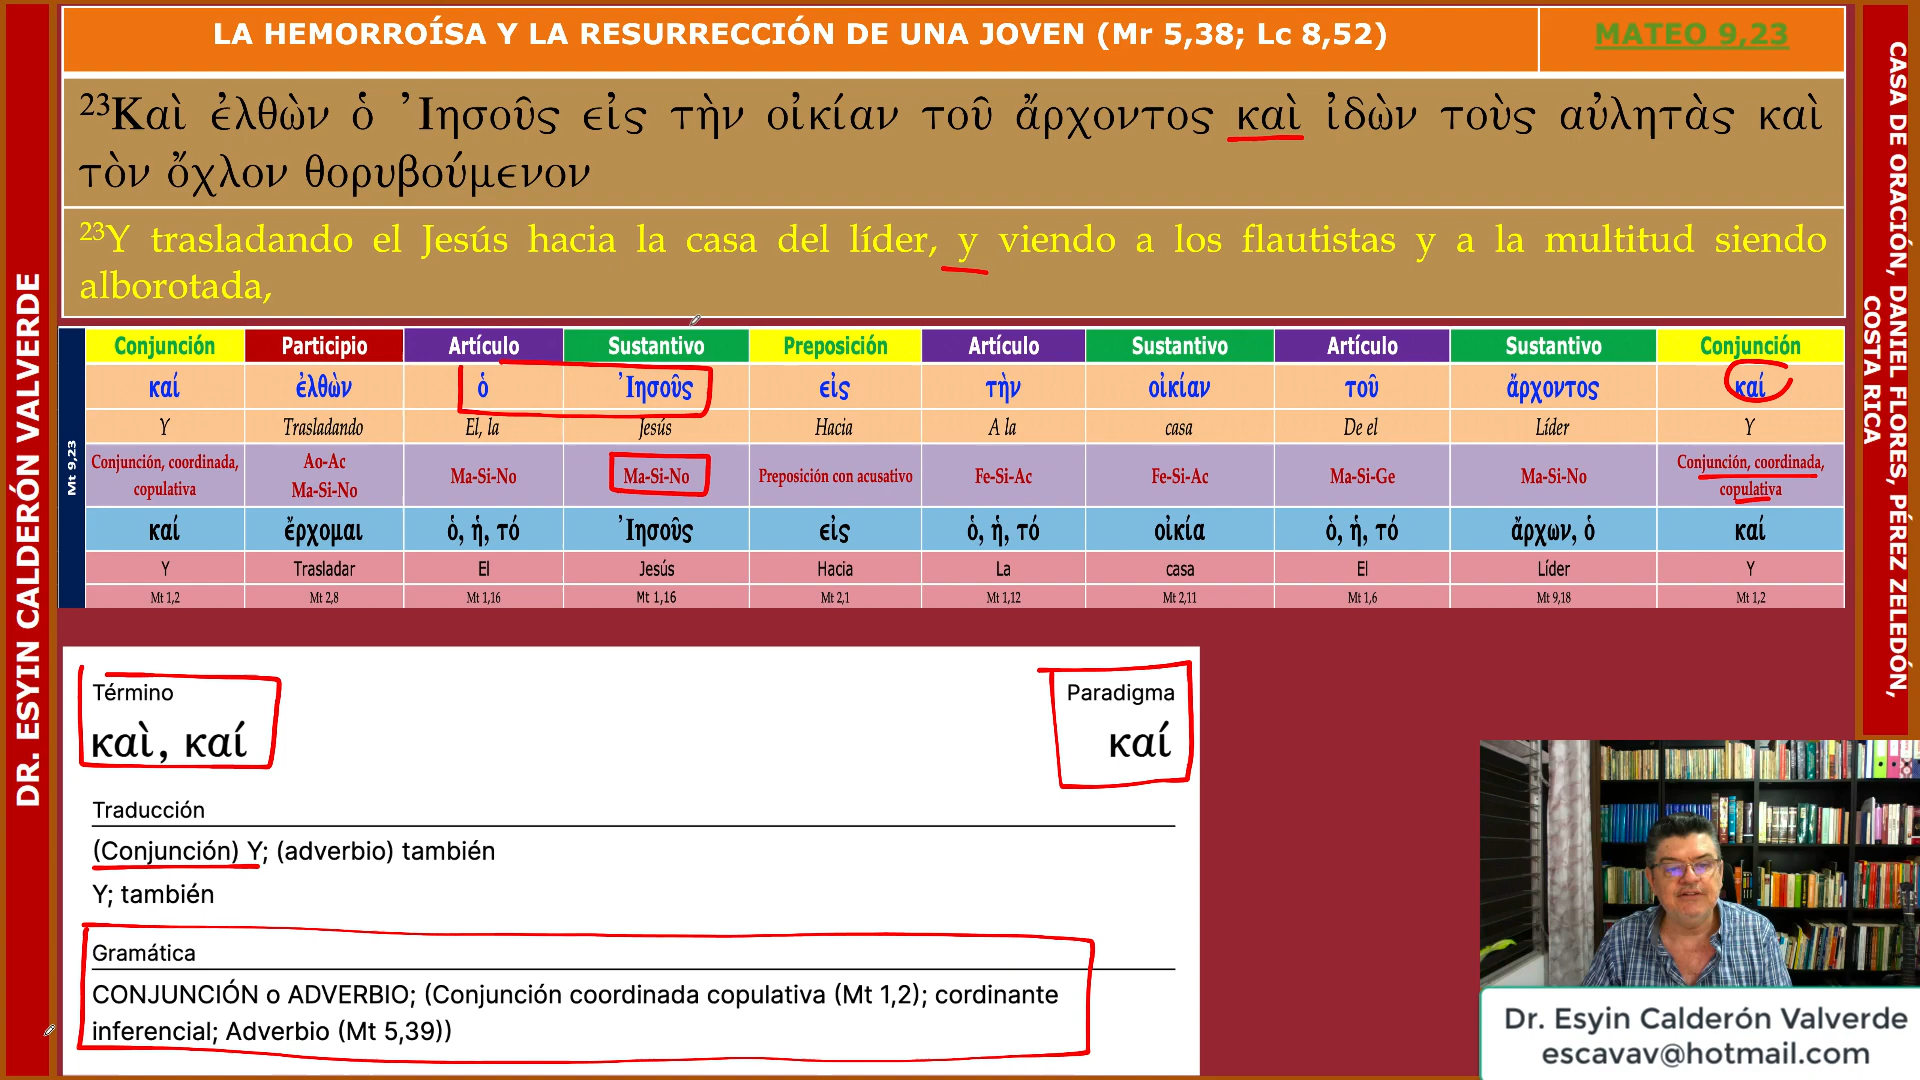 LA HEMORROÍSA Y LA RESURRECCIÓN DE UNA JOVEN (Mr 5,38; Lc 8,52)
MATEO 9,23
23Καὶ ἐλθὼν ὁ Ἰησοῦς εἰς τὴν οἰκίαν τοῦ ἄρχοντος καὶ ἰδὼν τοὺς αὐλητὰς καὶ
τὸν ὄχλον θορυβούμενον
23Y trasladando el Jesús hacia la casa del líder, y viendo a los flautistas y a la multitud siendo
alborotada,
Mt 9,23
Conjunción Participio Artículo Sustantivo Preposición Artículo Sustantivo Artículo Sustantivo Conjunción
καί ἐλθὼν ὁ Ἰησοῦς εἰς τὴν οἰκίαν τοῦ ἄρχοντος καί
Y Trasladando El, la Jesús Hacia A la casa De el Líder Y
Conjunción, coordinada, copulativa Ao-Ac Ma-Si-No Ma-Si-No Ma-Si-No Preposición con acusativo Fe-Si-Ac Fe-Si-Ac Ma-Si-Ge Ma-Si-No Conjunción, coordinada, copulativa
καί ἔρχομαι ὁ, ἡ, τό Ἰησοῦς εἰς ὁ, ἡ, τό οἰκία ὁ, ἡ, τό ἄρχων, ὁ καί
Y Trasladar El Jesús Hacia La casa El Líder Y
Mt 1,2 Mt 2,8 Mt 1,16 Mt 1,16 Mt 2,1 Mt 1,12 Mt 2,11 Mt 1,6 Mt 9,18 Mt 1,2
Término
καὶ, καί
Paradigma
καί
Traducción
(Conjunción) Y; (adverbio) también
Y; también
Gramática
CONJUNCIÓN o ADVERBIO; (Conjunción coordinada copulativa (Mt 1,2); cordinante
inferencial; Adverbio (Mt 5,39))
DR. ESYIN CALDERÓN VALVERDE
CASA DE ORACIÓN, DANIEL FLORES, PÉREZ ZELEDÓN,
COSTA RICA
Dr. Esyin Calderón Valverde
escavav@hotmail.com